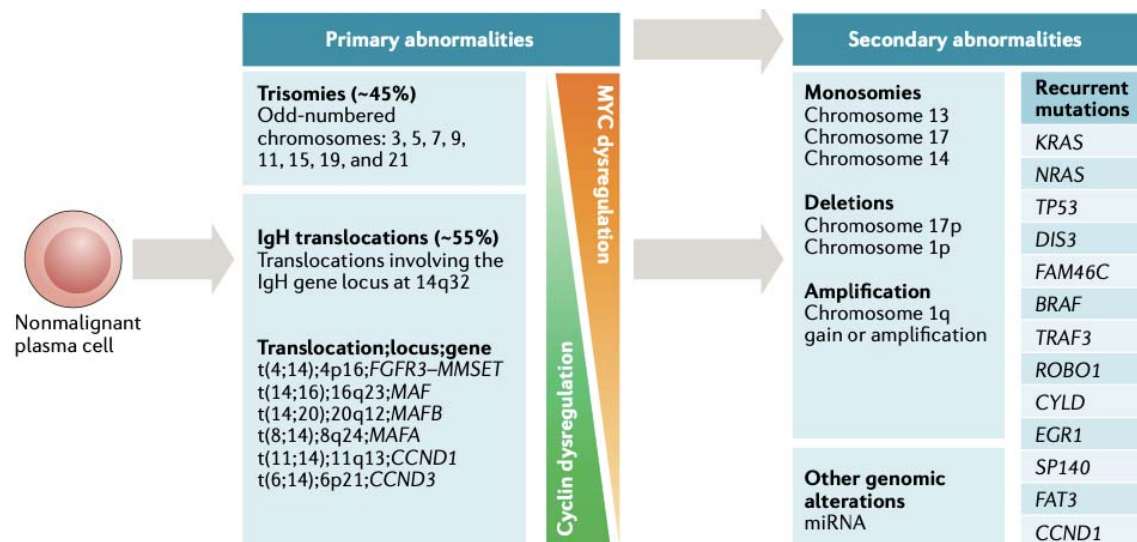 Primary abnormalities
Secondary abnormalities
Nonmalignant
plasma cell
Trisomies (~45%)
Odd-numbered
chromosomes: 3, 5, 7, 9,
11, 15, 19, and 21
IgH translocations (~55%)
Translocations involving the
IgH gene locus at 14q32
Translocation;locus;gene
t(4;14);4p16;FGFR3–MMSET
t(14;16);16q23;MAF
t(14;20);20q12;MAFB
t(8;14);8q24;MAFA
t(11;14);11q13;CCND1
t(6;14);6p21;CCND3
Cyclin dysregulation
MYC dysregulation
Monosomies
Chromosome 13
Chromosome 17
Chromosome 14
Deletions
Chromosome 17p
Chromosome 1p
Amplification
Chromosome 1q
gain or amplification
Other genomic
alterations
miRNA
Recurrent
mutations
KRAS
NRAS
TP53
DIS3
FAM46C
BRAF
TRAF3
ROBO1
CYLD
EGR1
SP140
FAT3
CCND1